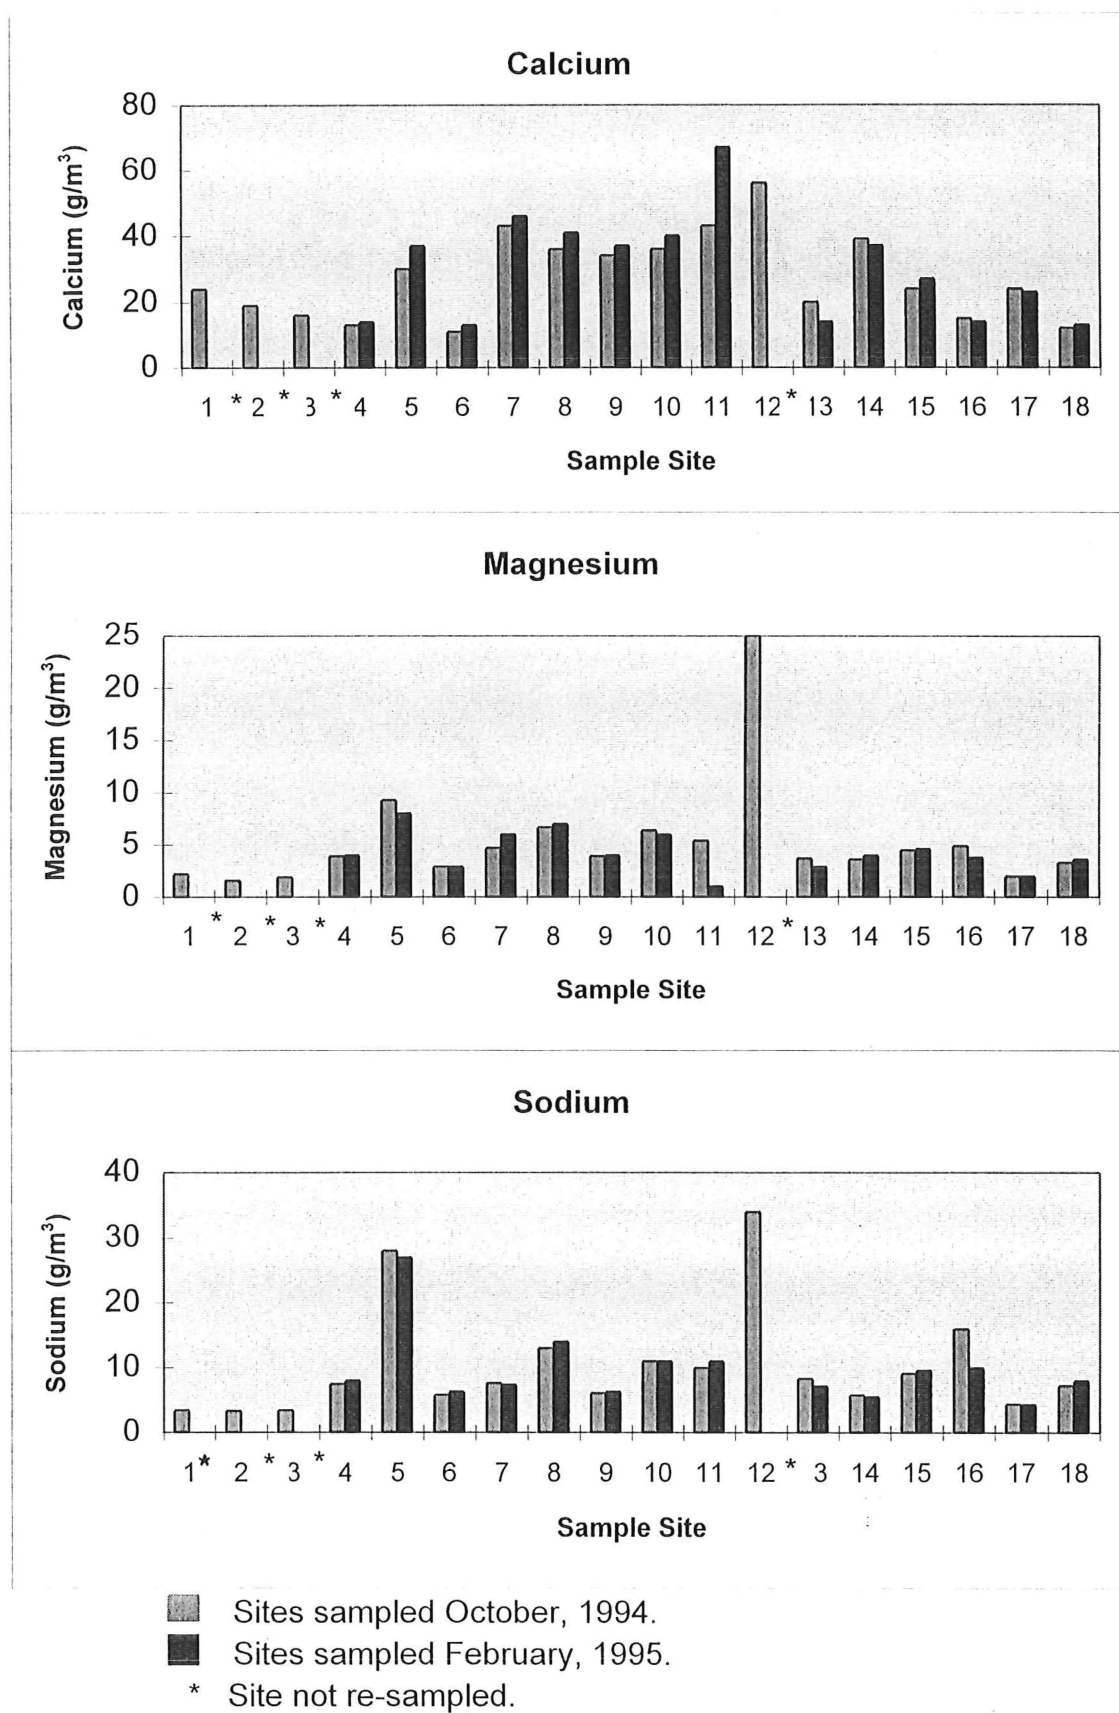 Calcium
80
60
40
20
0
Calcium (g/m³)
1 * 2 * 3 * 4 5 6 7 8 9 10 11 12 * 13 14 15 16 17 18
Sample Site
Magnesium
25
20
15
10
5
0
Magnesium (g/m³)
1 * 2 * 3 * 4 5 6 7 8 9 10 11 12 * 13 14 15 16 17 18
Sample Site
Sodium
40
30
20
10
0
Sodium (g/m³)
1 * 2 * 3 * 4 5 6 7 8 9 10 11 12 * 3 14 15 16 17 18
Sample Site
Sites sampled October, 1994.
Sites sampled February, 1995.
* Site not re-sampled.